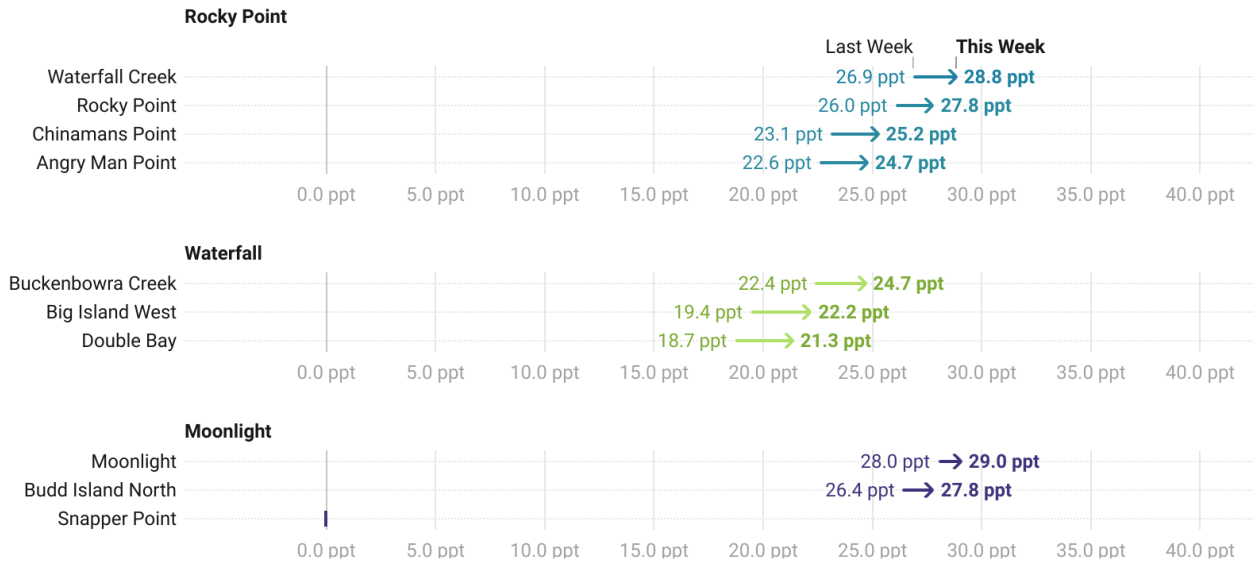 Rocky Point
Last Week This Week
Waterfall Creek 26.9 ppt 28.8 ppt
Rocky Point 26.0 ppt 27.8 ppt
Chinamans Point 23.1 ppt 25.2 ppt
Angry Man Point 22.6 ppt 24.7 ppt
0.0 ppt 5.0 ppt 10.0 ppt 15.0 ppt 20.0 ppt 25.0 ppt 30.0 ppt 35.0 ppt 40.0 ppt
Waterfall
Buckenbowra Creek 22.4 ppt 24.7 ppt
Big Island West 19.4 ppt 22.2 ppt
Double Bay 18.7 ppt 21.3 ppt
0.0 ppt 5.0 ppt 10.0 ppt 15.0 ppt 20.0 ppt 25.0 ppt 30.0 ppt 35.0 ppt 40.0 ppt
Moonlight
Moonlight 28.0 ppt 29.0 ppt
Budd Island North 26.4 ppt 27.8 ppt
Snapper Point
0.0 ppt 5.0 ppt 10.0 ppt 15.0 ppt 20.0 ppt 25.0 ppt 30.0 ppt 35.0 ppt 40.0 ppt